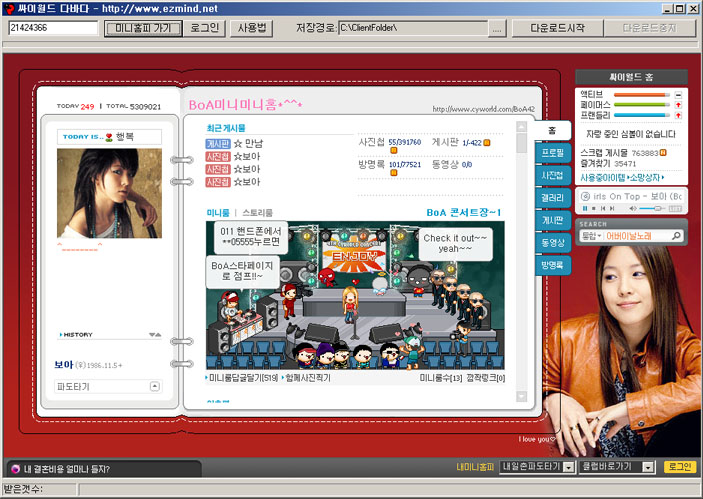 싸이월드 다바다 - http://www.ezmind.net
21424366 미니홈피 가기 로그인 사용법 저장경로: C:\ClientFolder\ .... 다운로드시작 다운로드중지
TODAY 249 | TOTAL 5309021
BoA미니미니홈*^^*
http://www.cyworld.com/BoA42
TODAY IS.. 행복
^______^
HISTORY
보아 (♀) 1986.11.5+
파도타기
최근 게시물
게시판 ☆ 만남
사진첩 ☆보아
사진첩 ☆보아
사진첩 ☆보아
사진첩 55/391760 게시판 1/-422
방명록 101/77521 동영상 0/0
미니룸 | 스토리룸 BoA 콘서트장~!
011 핸드폰에서
**05555누르면
BoA스타페이지
로 점프!!~
Check it out~~
yeah~~
ENJOY
미니룸답글달기[519] 함께사진찍기 미니룸수[13] 깜짝링크[0]
홈
프로필
사진첩
갤러리
게시판
동영상
방명록
싸이월드 홈
액티브
페이머스
프랜들리
자랑 중인 심볼이 없습니다
스크랩 게시물 763883
즐겨찾기 35471
사용중아이템 소망상자
irls On Top - 보아 (Bo
SEARCH
통합 어버이날노래
I love you♡
내 결혼비용 얼마나 들지?
내미니홈피 내일촌파도타기 클럽바로가기 로그인
받은갯수: